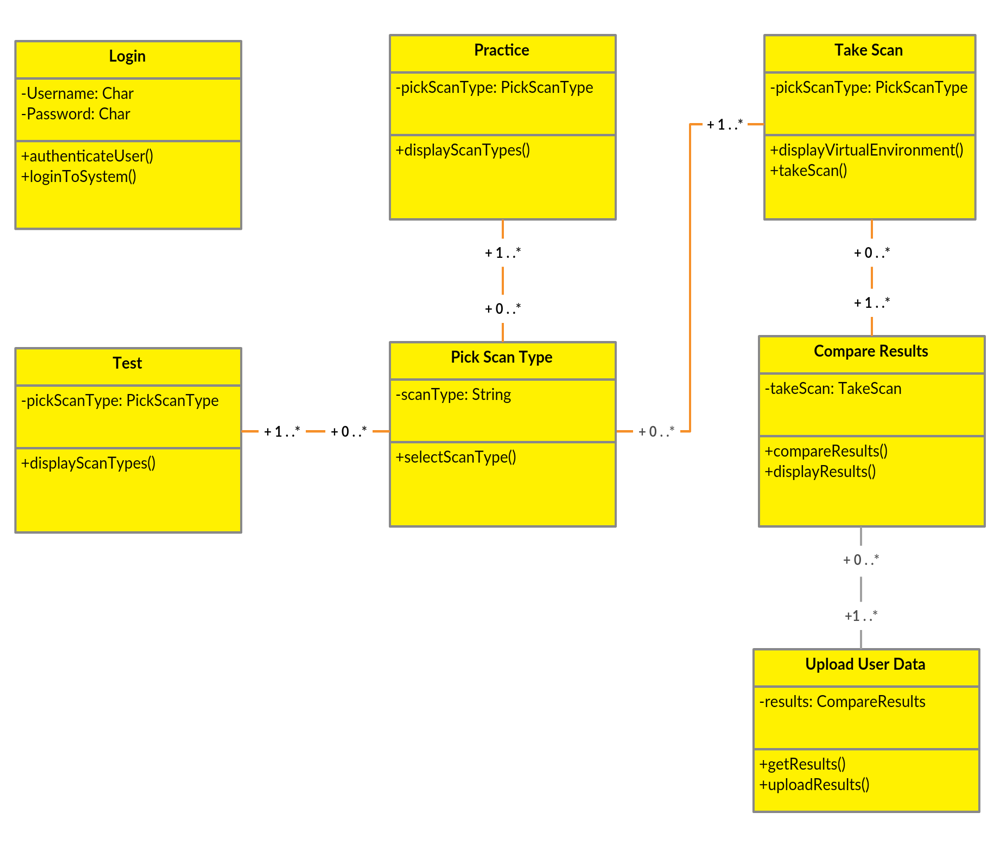 Login
-Username: Char
-Password: Char
+authenticateUser()
+loginToSystem()
Practice
-pickScanType: PickScanType
+displayScanTypes()
Take Scan
-pickScanType: PickScanType
+displayVirtualEnvironment()
+takeScan()
+1..*
+1..*
+0..*
+0..*
+1..*
Test
-pickScanType: PickScanType
+displayScanTypes()
+1..*
+0..*
Pick Scan Type
-scanType: String
+selectScanType()
+0..*
Compare Results
-takeScan: TakeScan
+compareResults()
+displayResults()
+0..*
+1..*
Upload User Data
-results: CompareResults
+getResults()
+uploadResults()